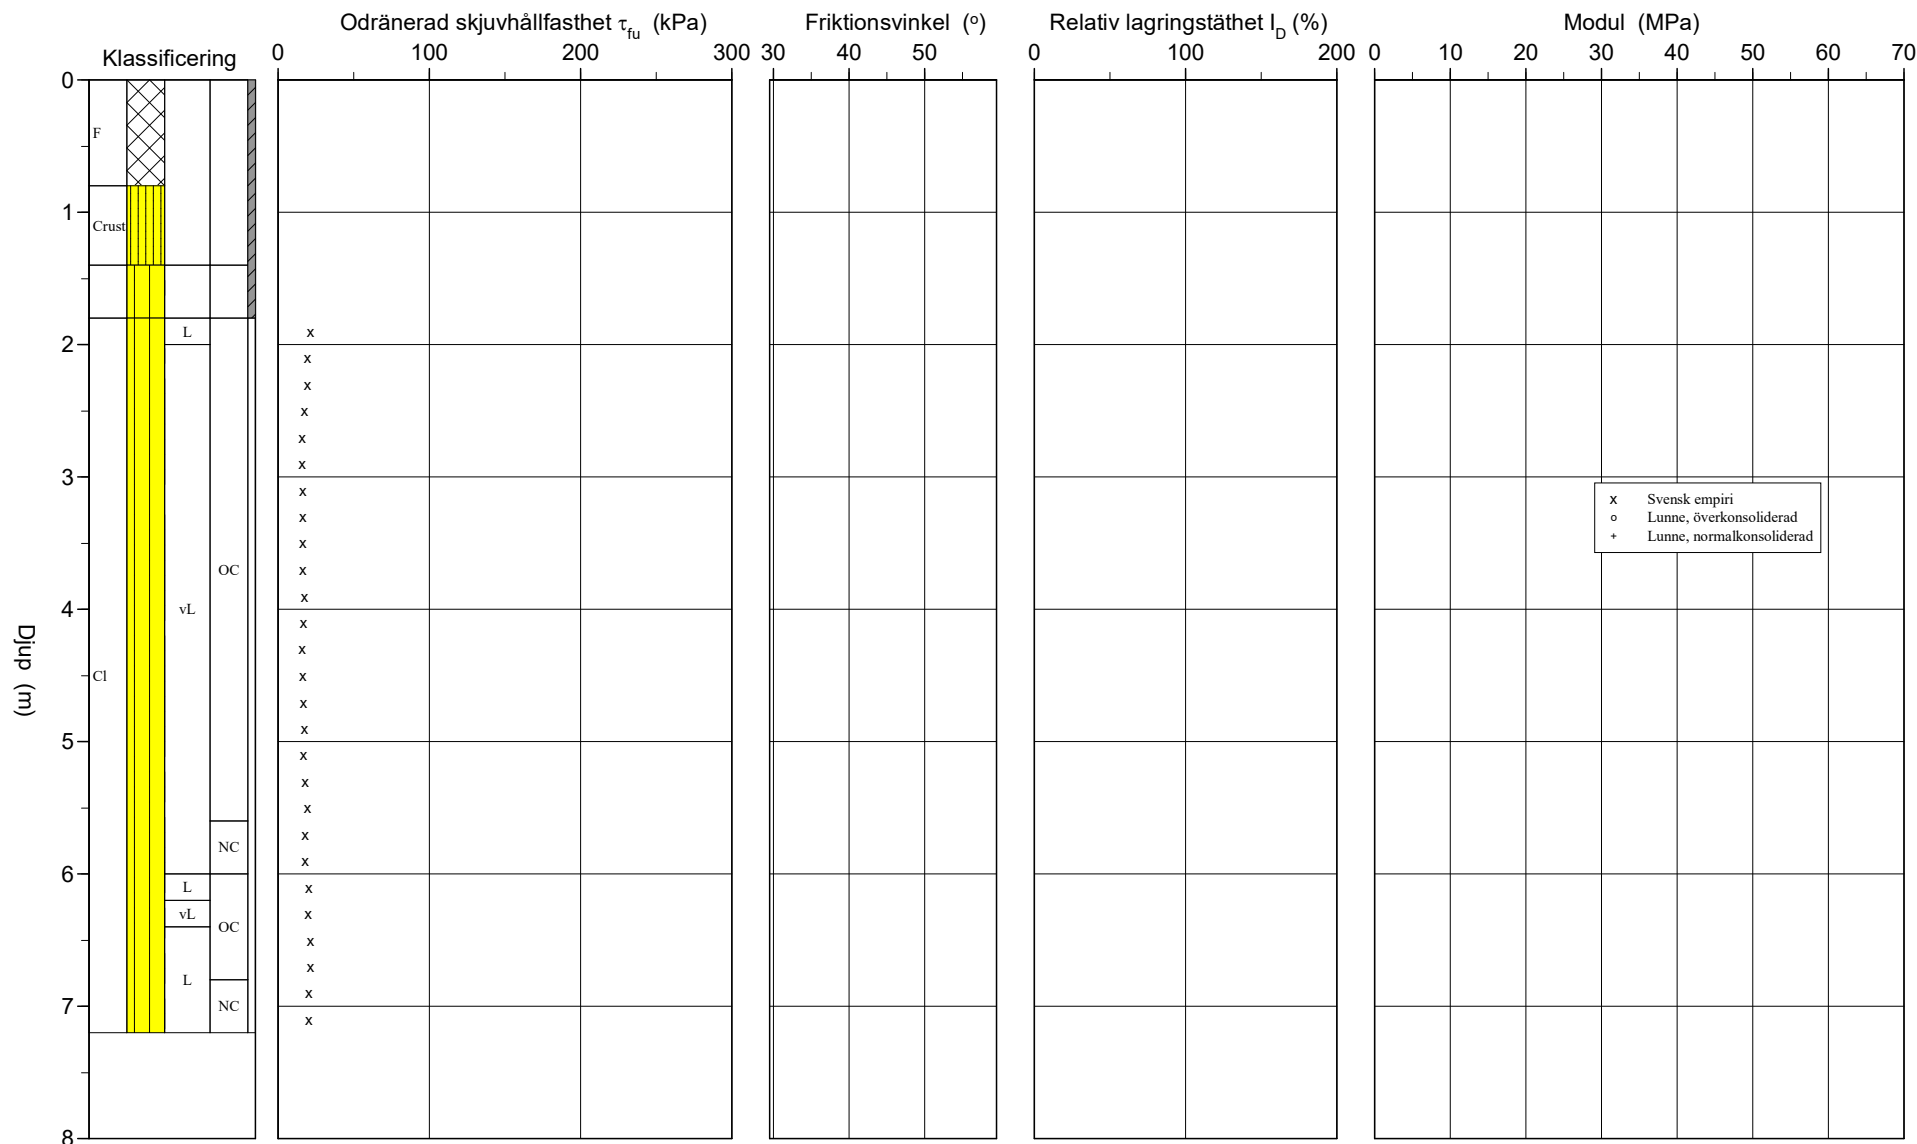 Klassificering
Odränerad skjuvhållfasthet τfu (kPa)
0 100 200 300
Friktionsvinkel (o)
30 40 50
Relativ lagringstäthet ID (%)
0 100 200
Modul (MPa)
0 10 20 30 40 50 60 70
Djup (m)
0
1
2
3
4
5
6
7
8
F
Crust
Cl
L
vL
L
vL
L
OC
NC
OC
NC
x Svensk empiri
o Lunne, överkonsoliderad
+ Lunne, normalkonsoliderad